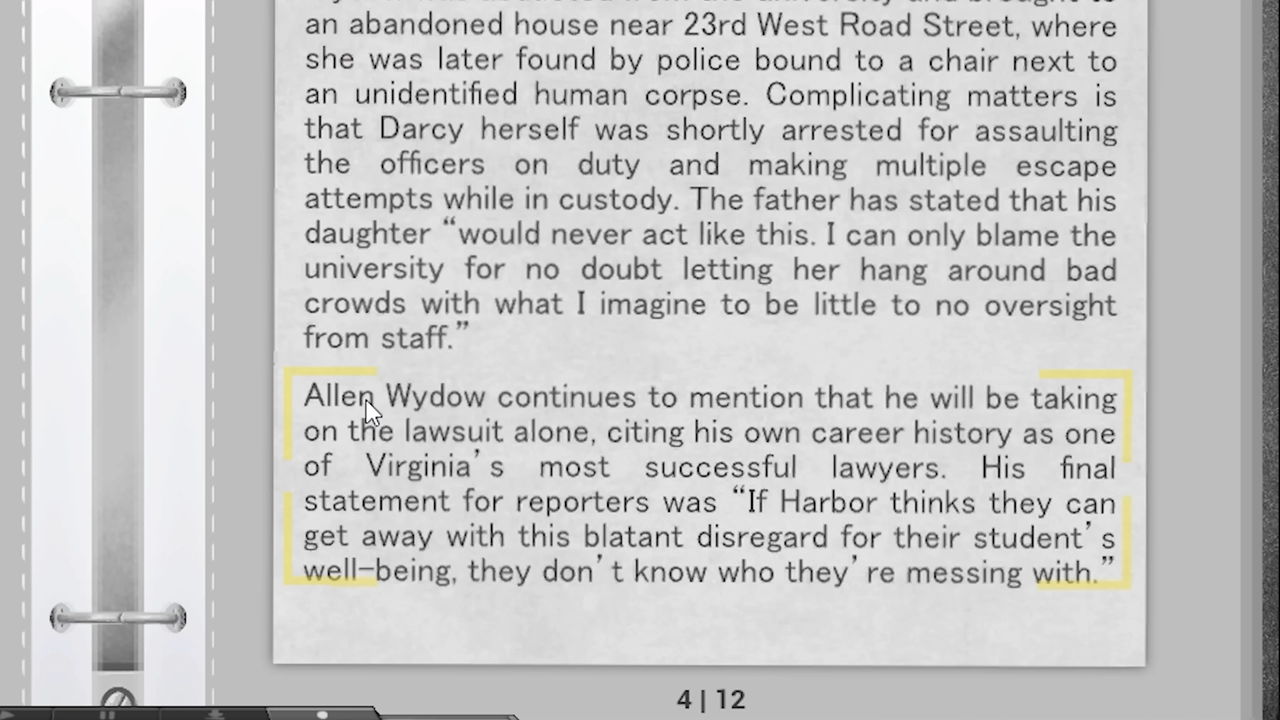 an abandoned house near 23rd West Road Street, where
she was later found by police bound to a chair next to
an unidentified human corpse. Complicating matters is
that Darcy herself was shortly arrested for assaulting
the officers on duty and making multiple escape
attempts while in custody. The father has stated that his
daughter “would never act like this. I can only blame the
university for no doubt letting her hang around bad
crowds with what I imagine to be little to no oversight
from staff.”
Allen Wydow continues to mention that he will be taking
on the lawsuit alone, citing his own career history as one
of Virginia’s most successful lawyers. His final
statement for reporters was “If Harbor thinks they can
get away with this blatant disregard for their student’s
well-being, they don’t know who they’re messing with.”
4 | 12